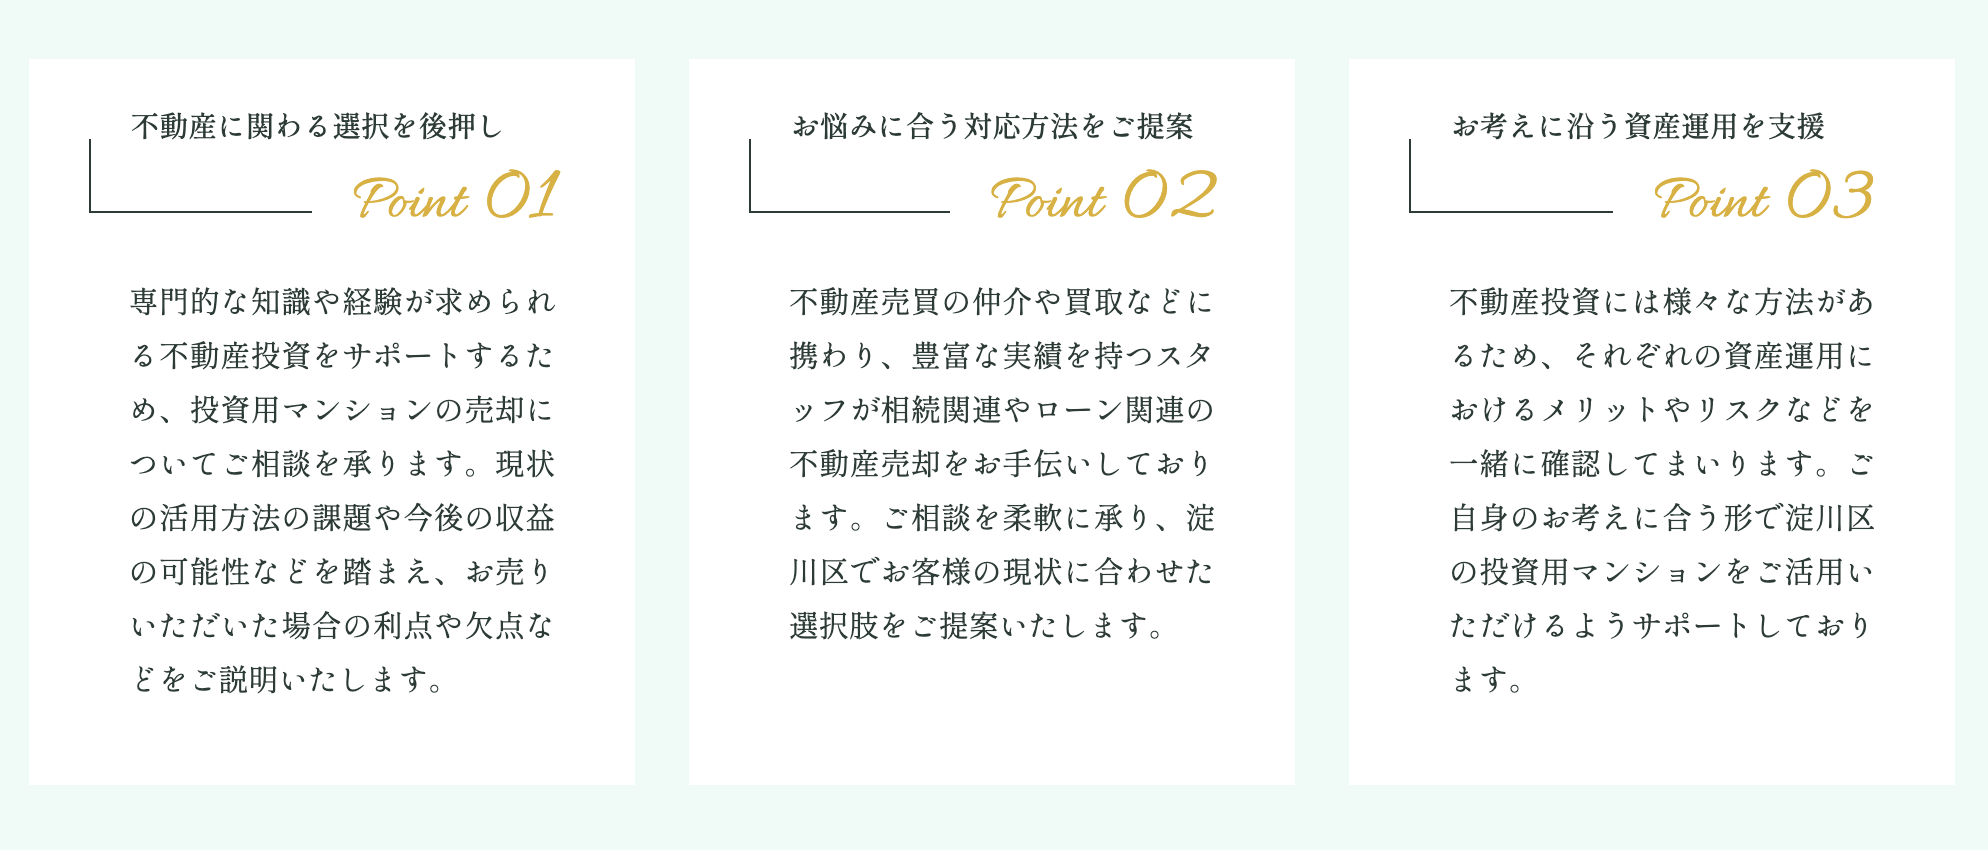 不動産に関わる選択を後押し
Point 01
専門的な知識や経験が求められ
る不動産投資をサポートするた
め、投資用マンションの売却に
ついてご相談を承ります。現状
の活用方法の課題や今後の収益
の可能性などを踏まえ、お売り
いただいた場合の利点や欠点な
どをご説明いたします。
お悩みに合う対応方法をご提案
Point 02
不動産売買の仲介や買取などに
携わり、豊富な実績を持つスタ
ッフが相続関連やローン関連の
不動産売却をお手伝いしており
ます。ご相談を柔軟に承り、淀
川区でお客様の現状に合わせた
選択肢をご提案いたします。
お考えに沿う資産運用を支援
Point 03
不動産投資には様々な方法があ
るため、それぞれの資産運用に
おけるメリットやリスクなどを
一緒に確認してまいります。ご
自身のお考えに合う形で淀川区
の投資用マンションをご活用い
ただけるようサポートしており
ます。